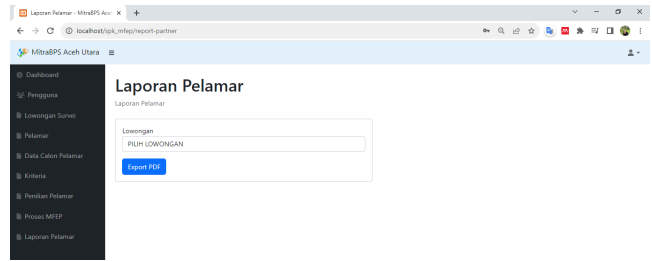 Laporan Pelamar - MitraBPS Ace
localhost/spk_mfep/report-partner
MitraBPS Aceh Utara
Dashboard
Pengguna
Lowongan Survei
Pelamar
Data Calon Pelamar
Kriteria
Penilian Pelamar
Proses MFEP
Laporan Pelamar
Laporan Pelamar
Laporan Pelamar
Lowongan
PILIH LOWONGAN
Export PDF